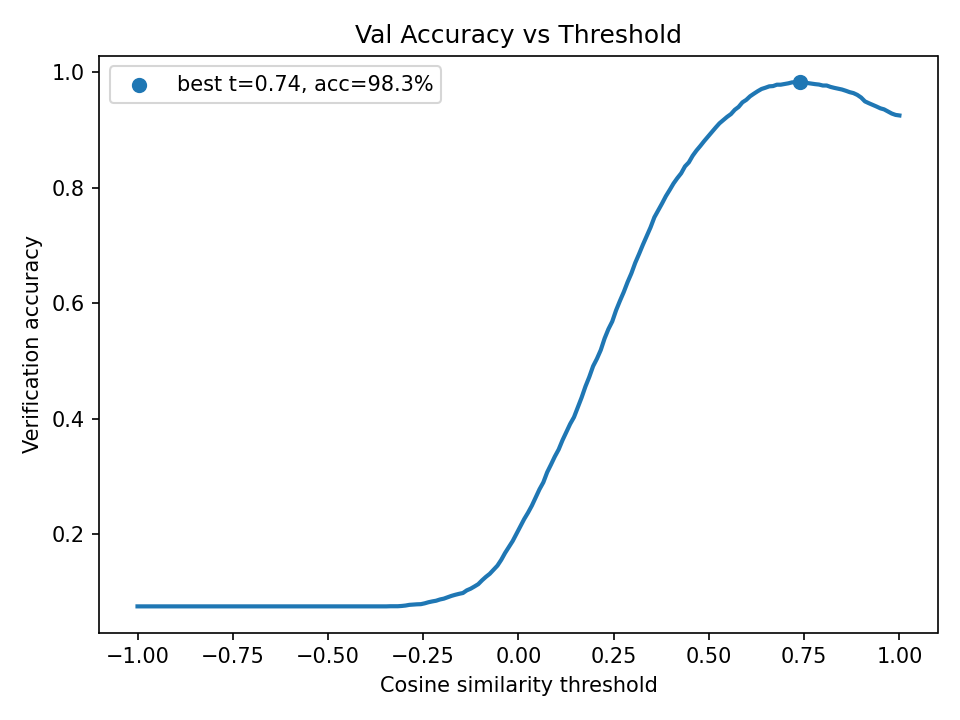 Val Accuracy vs Threshold
best t=0.74, acc=98.3%
Verification accuracy
1.0
0.8
0.6
0.4
0.2
−1.00 −0.75 −0.50 −0.25 0.00 0.25 0.50 0.75 1.00
Cosine similarity threshold